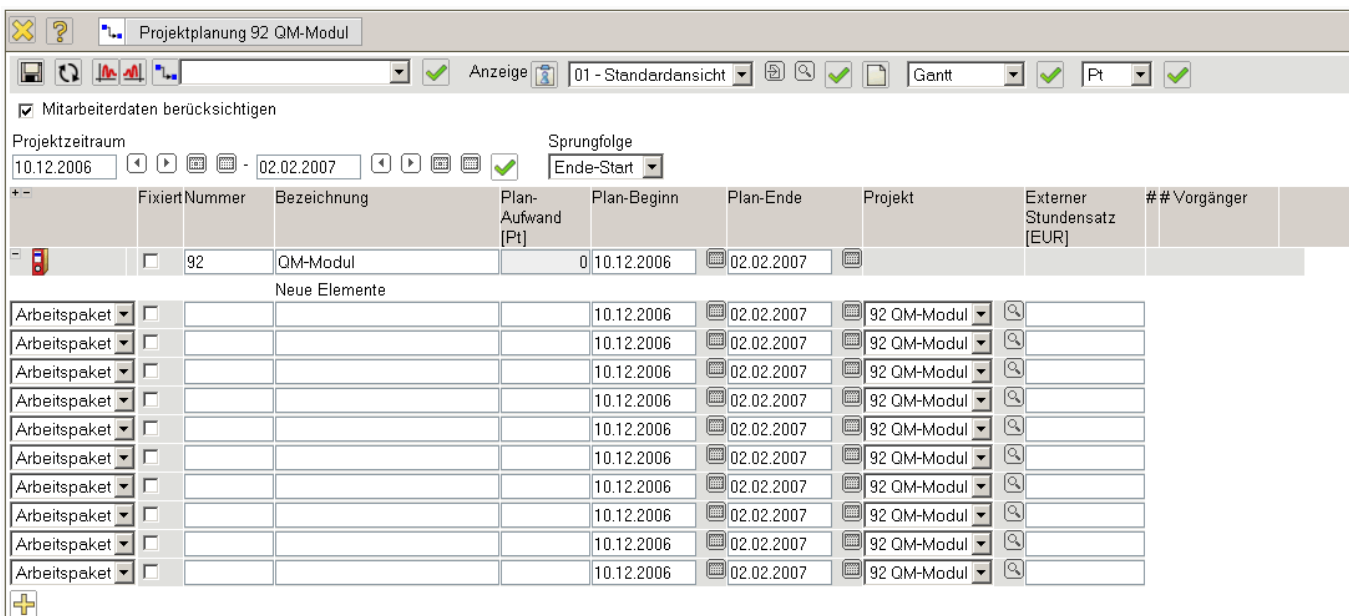 Projektplanung 92 QM-Modul
Anzeige 01 - Standardansicht Gantt Pt
Mitarbeiterdaten berücksichtigen
Projektzeitraum Sprungfolge
10.12.2006 - 02.02.2007 Ende-Start
+ - Fixiert Nummer Bezeichnung Plan- Plan-Beginn Plan-Ende Projekt Externer # # Vorgänger
Aufwand Stundensatz
[Pt] [EUR]
- 92 QM-Modul 0 10.12.2006 02.02.2007
Neue Elemente
Arbeitspaket 10.12.2006 02.02.2007 92 QM-Modul
Arbeitspaket 10.12.2006 02.02.2007 92 QM-Modul
Arbeitspaket 10.12.2006 02.02.2007 92 QM-Modul
Arbeitspaket 10.12.2006 02.02.2007 92 QM-Modul
Arbeitspaket 10.12.2006 02.02.2007 92 QM-Modul
Arbeitspaket 10.12.2006 02.02.2007 92 QM-Modul
Arbeitspaket 10.12.2006 02.02.2007 92 QM-Modul
Arbeitspaket 10.12.2006 02.02.2007 92 QM-Modul
Arbeitspaket 10.12.2006 02.02.2007 92 QM-Modul
Arbeitspaket 10.12.2006 02.02.2007 92 QM-Modul